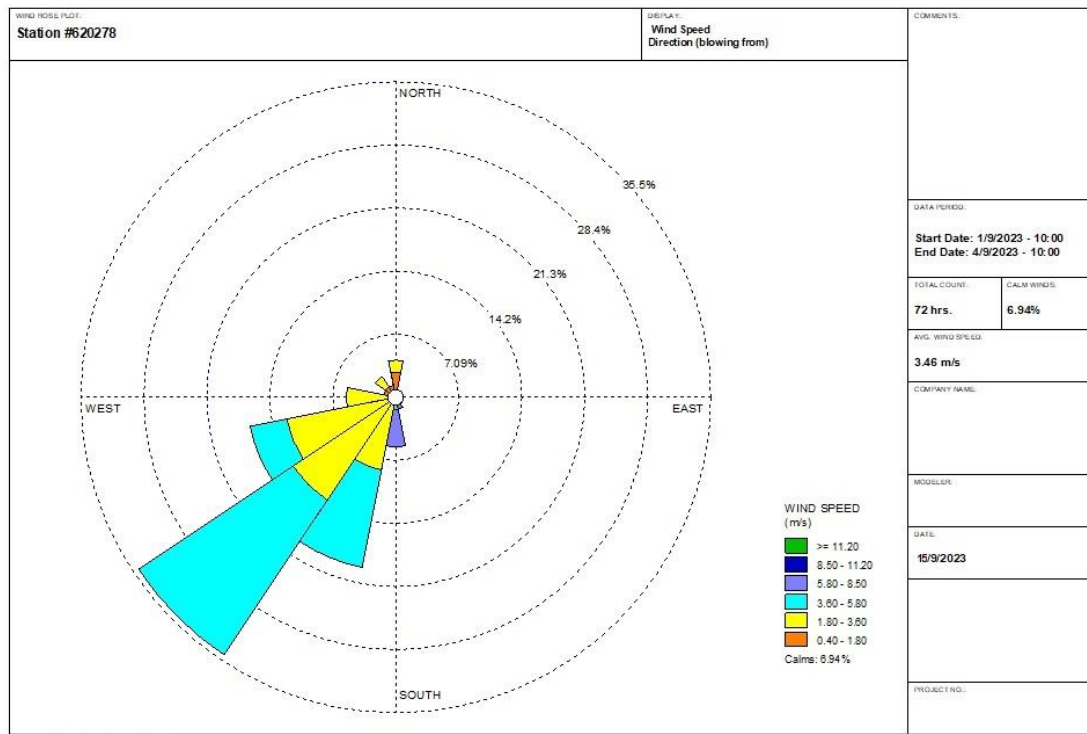 WIND ROSE PLOT:
Station #620278
DISPLAY:
Wind Speed
Direction (blowing from)
COMMENTS:
NORTH
35.5%
28.4%
21.3%
14.2%
7.09%
WEST
EAST
SOUTH
WIND SPEED
(m/s)
>= 11.20
8.50 - 11.20
5.80 - 8.50
3.60 - 5.80
1.80 - 3.60
0.40 - 1.80
Calms: 6.94%
DATA PERIOD:
Start Date: 1/9/2023 - 10:00
End Date: 4/9/2023 - 10:00
TOTAL COUNT:
72 hrs.
CALM WINDS:
6.94%
AVG. WIND SPEED:
3.46 m/s
COMPANY NAME:
MODELER:
DATE:
15/9/2023
PROJECT NO.: